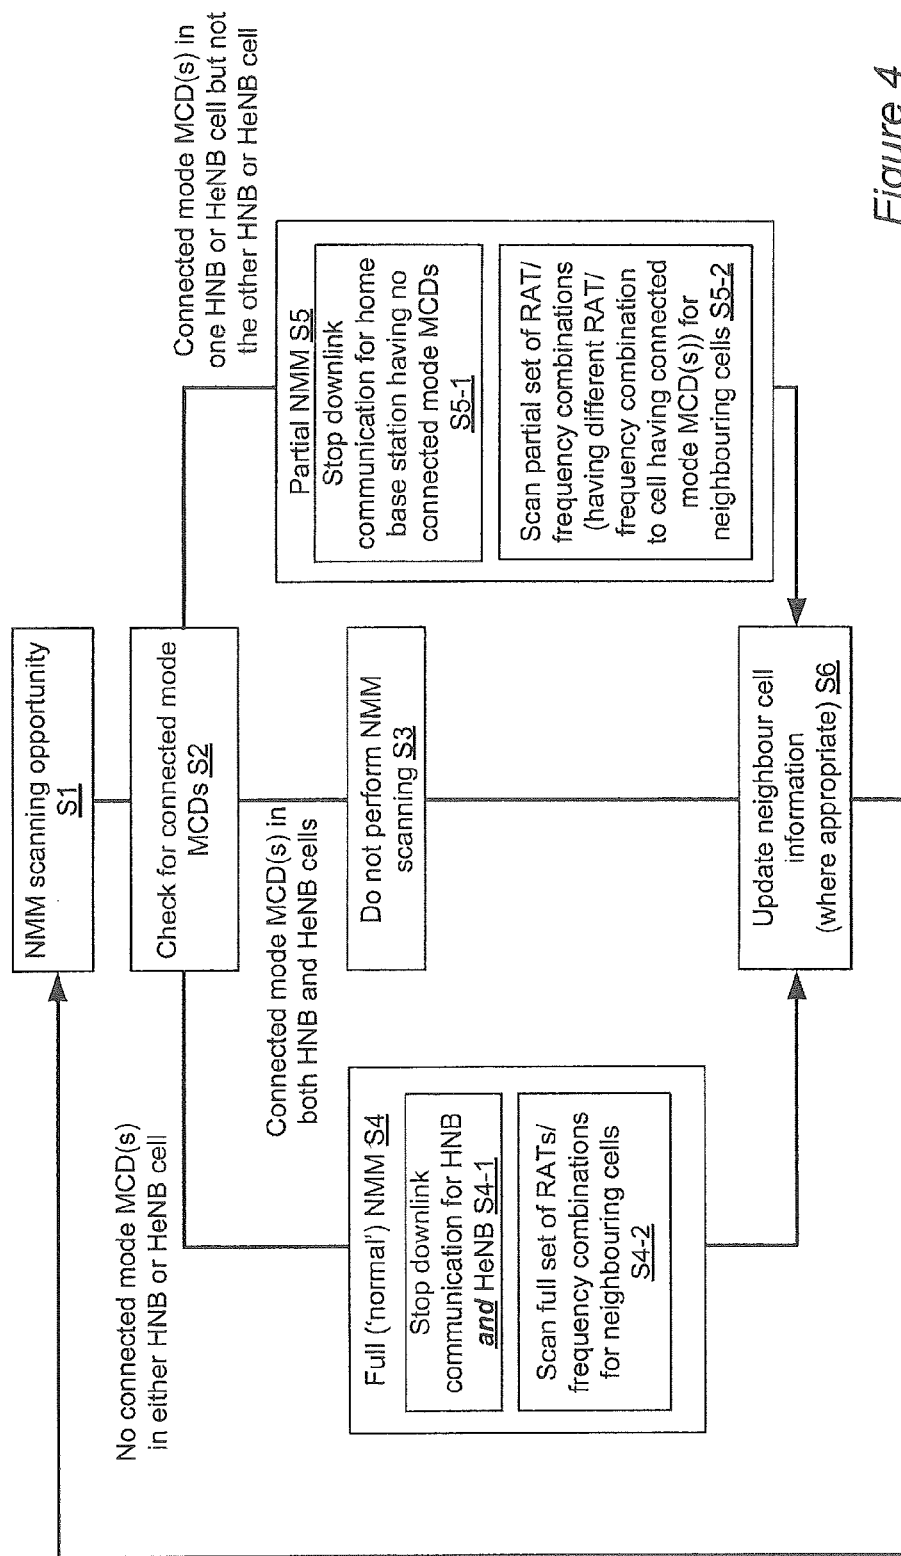 NMM scanning opportunity
S1
Check for connected mode
MCDs S2
No connected mode MCD(s)
in either HNB or HeNB cell
Connected mode MCD(s) in
both HNB and HeNB cells
Connected mode MCD(s) in
one HNB or HeNB cell but not
the other HNB or HeNB cell
Full (‘normal’) NMM S4
Stop downlink
communication for HNB
and HeNB S4-1
Scan full set of RATs/
frequency combinations
for neighbouring cells
S4-2
Do not perform NMM
scanning S3
Partial NMM S5
Stop downlink
communication for home
base station having no
connected mode MCDs
S5-1
Scan partial set of RAT/
frequency combinations
(having different RAT/
frequency combination
to cell having connected
mode MCD(s)) for
neighbouring cells S5-2
Update neighbour cell
information
(where appropriate) S6
Figure 4